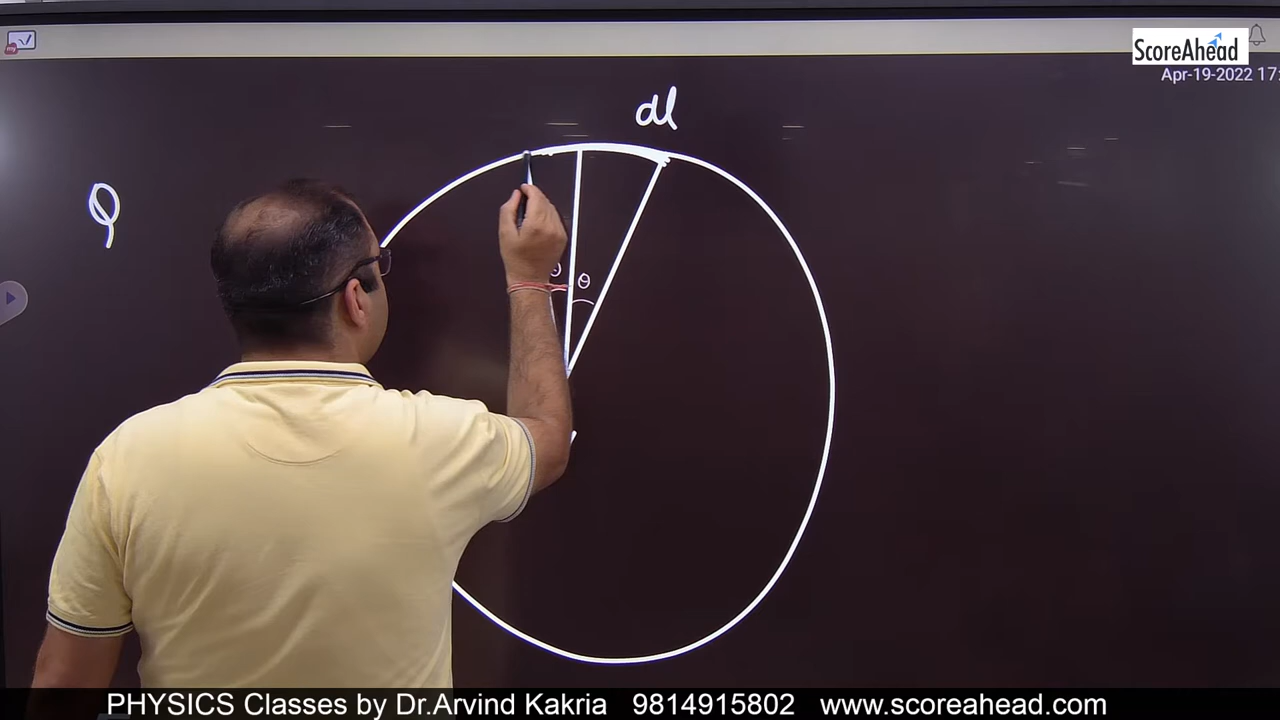 ScoreAhead
Apr-19-2022 17:
dl
Q
θ θ
PHYSICS Classes by Dr.Arvind Kakria 9814915802 www.scoreahead.com